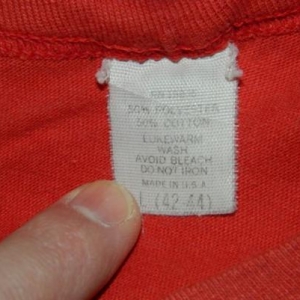 50% POLYESTER
50% COTTON
LUKEWARM
WASH
AVOID BLEACH
DO NOT IRON
MADE IN U.S.A
L (42-44)